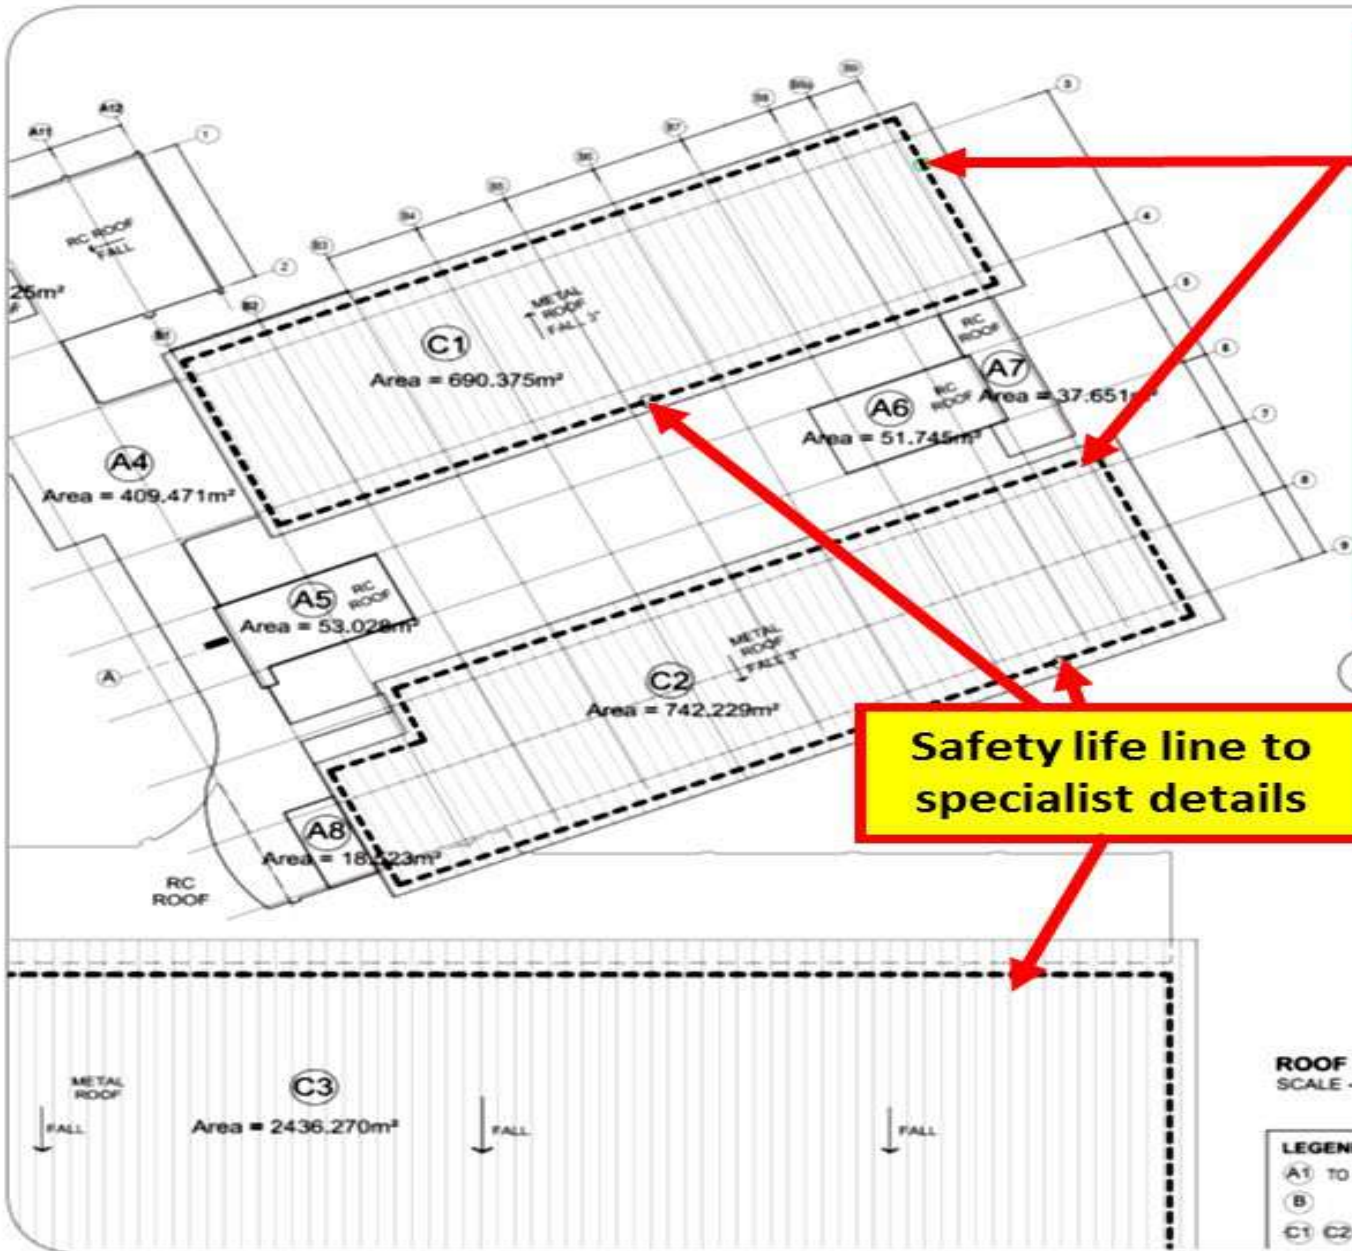 A11
A12
1
2
RC ROOF
FALL
25m²
B1
B2
B3
B4
B5
B6
B7
B8
B8a
B9
3
4
5
6
7
8
9
METAL
ROOF
FALL 3°
C1
Area = 690.375m²
RC
ROOF
A7
Area = 37.651m²
RC
ROOF
A6
Area = 51.745m²
A4
Area = 409.471m²
A5
RC
ROOF
Area = 53.028m²
A
METAL
ROOF
FALL 3°
C2
Area = 742.229m²
Safety life line to
specialist details
A8
RC
ROOF
METAL
ROOF
C3
Area = 2436.270m²
FALL
FALL
FALL
ROOF
SCALE -
LEGEN
A1 TO
B
C1 C2